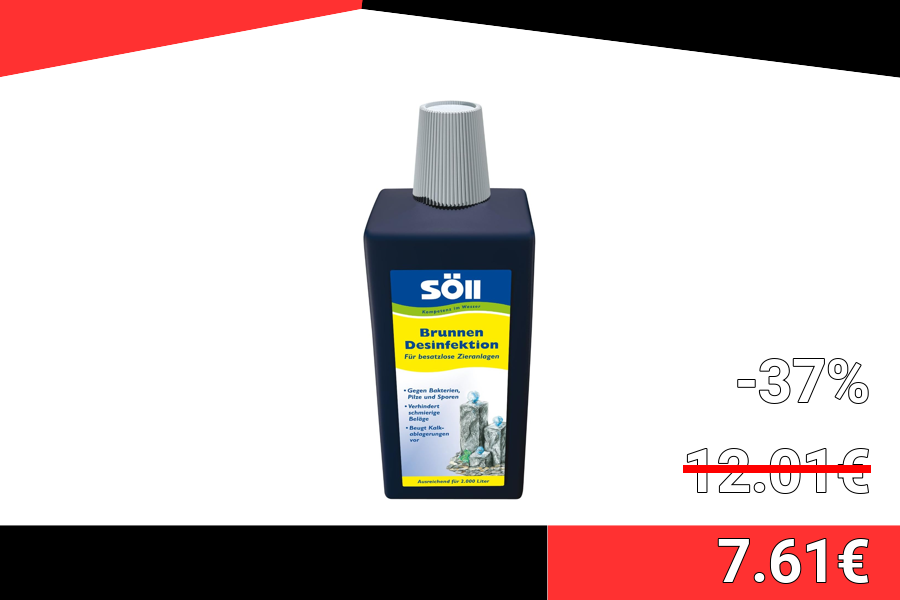 söll
Kompetenz im Wasser
Brunnen
Desinfektion
Für besatzlose Zieranlagen
• Gegen Bakterien,
Pilze und Sporen
• Verhindert
schmierige
Beläge
• Beugt Kalk-
ablagerungen
vor
Ausreichend für 2.000 Liter
-37%
12.01€
7.61€